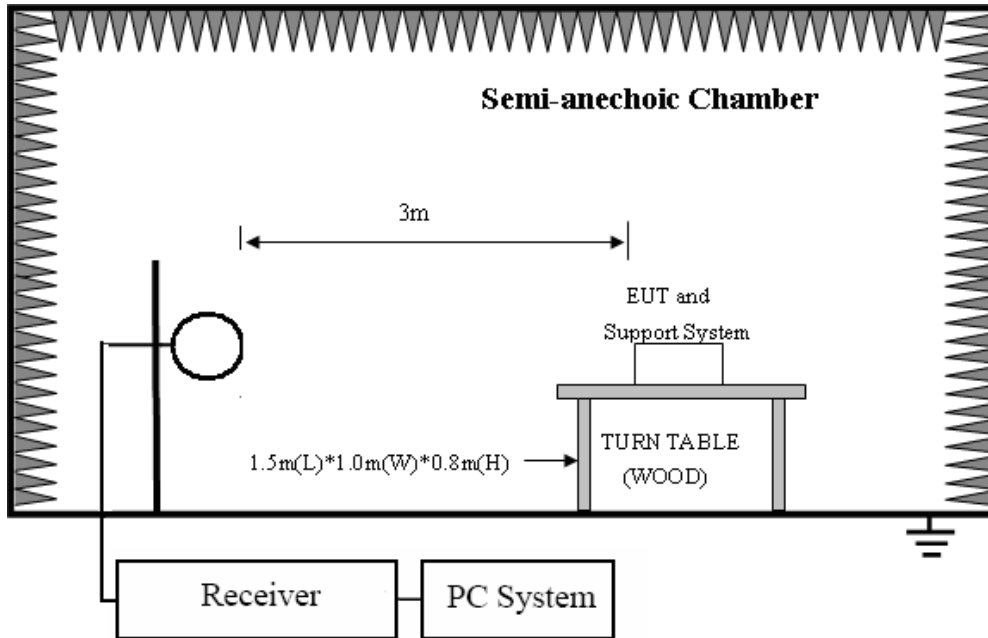 Semi-anechoic Chamber
3m
EUT and
Support System
1.5m(L)*1.0m(W)*0.8m(H)
TURN TABLE
(WOOD)
Receiver
PC System